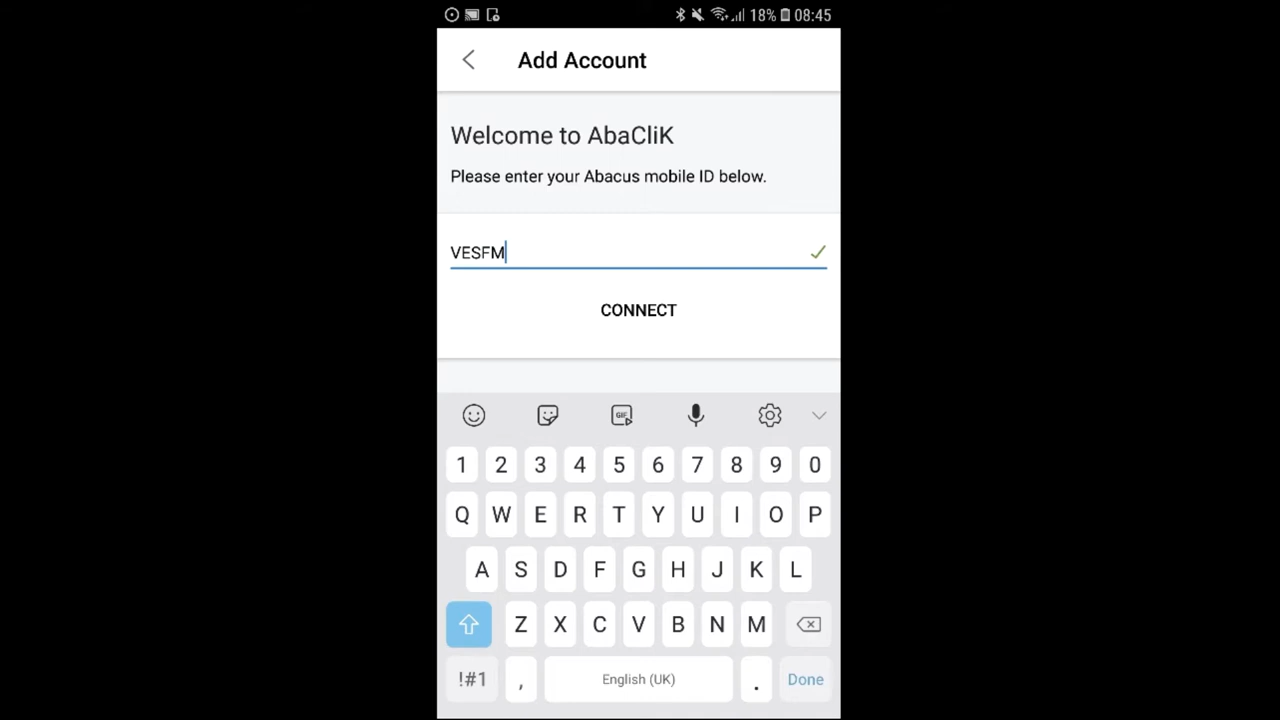 18% 08:45
Add Account
Welcome to AbaCliK
Please enter your Abacus mobile ID below.
VESFM
CONNECT
GIF
1 2 3 4 5 6 7 8 9 0
Q W E R T Y U I O P
A S D F G H J K L
Z X C V B N M
!#1 , English (UK) . Done